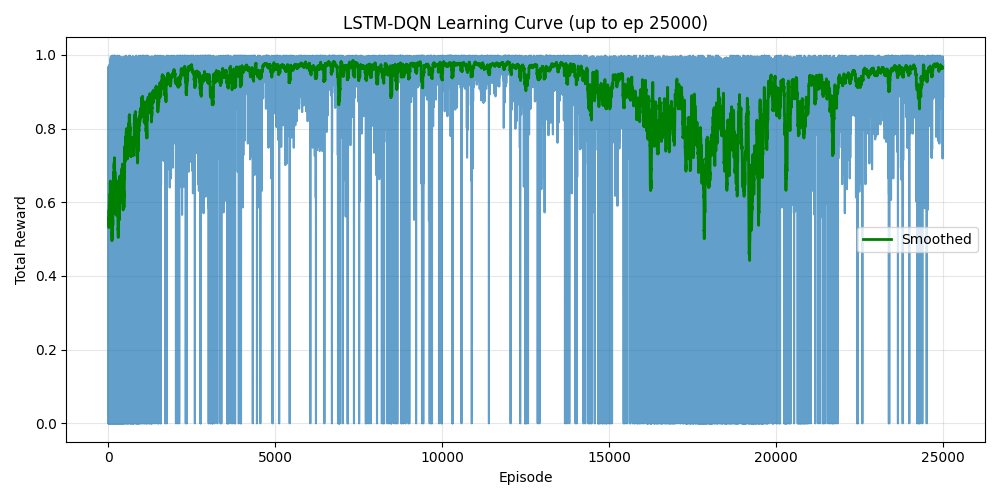 LSTM-DQN Learning Curve (up to ep 25000)
Total Reward
1.0
0.8
0.6
0.4
0.2
0.0
Smoothed
0 5000 10000 15000 20000 25000
Episode